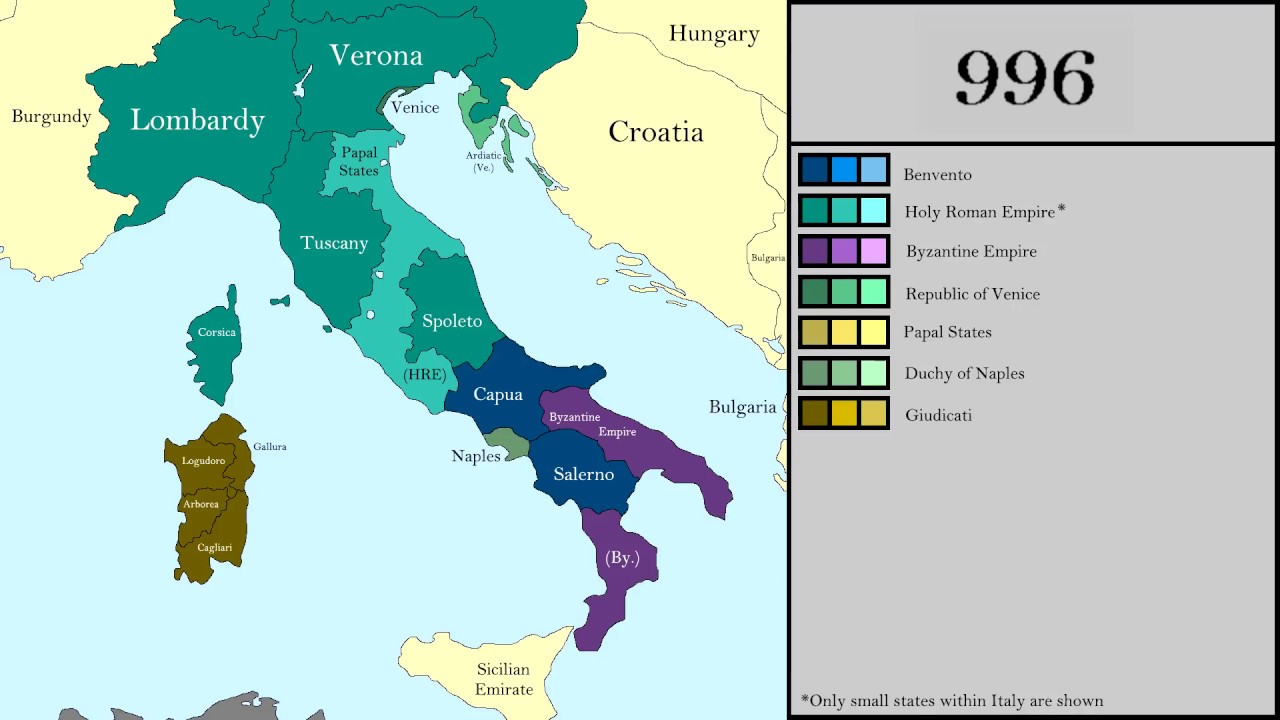 Hungary
Verona
Burgundy
Lombardy
Venice
Croatia
Papal
States
Ardiatic
(Ve.)
Tuscany
Bulgaria
Corsica
Spoleto
(HRE)
Capua
Bulgaria
Byzantine
Empire
Gallura
Logudoro
Naples
Salerno
Arborea
Cagliari
(By.)
Sicilian
Emirate
996
Benvento
Holy Roman Empire*
Byzantine Empire
Republic of Venice
Papal States
Duchy of Naples
Giudicati
*Only small states within Italy are shown